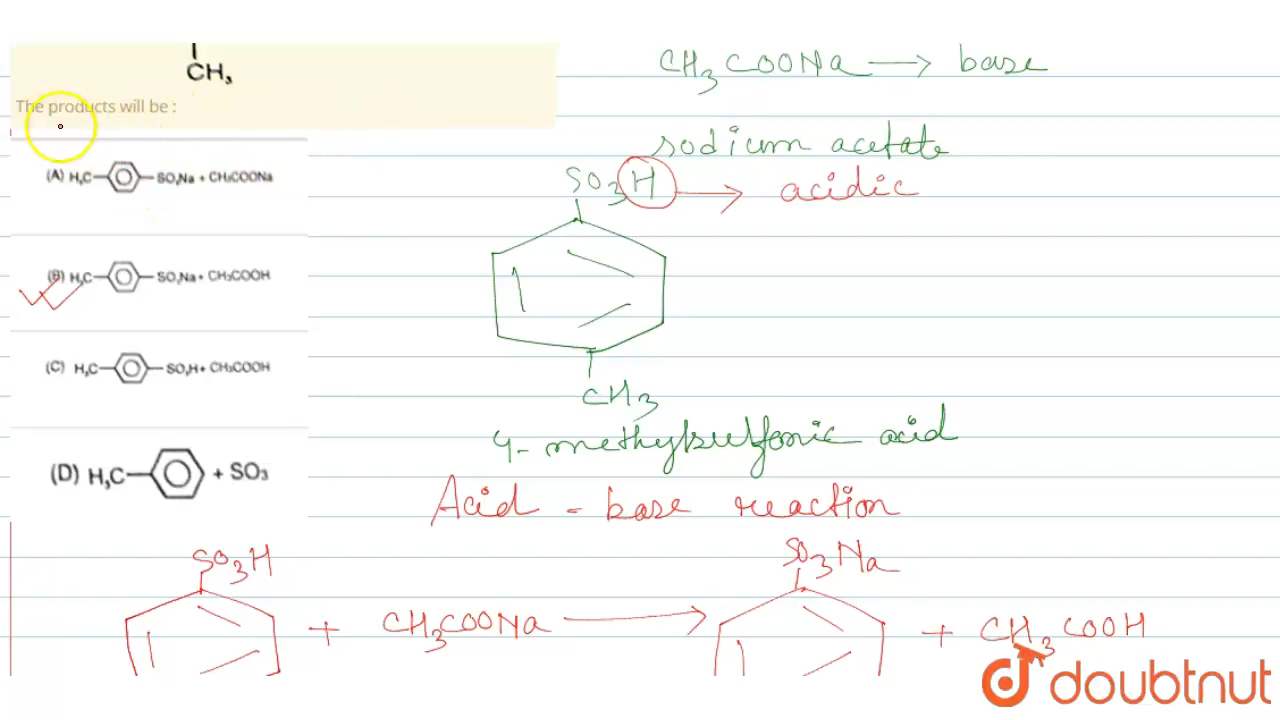 CH₃
The products will be :
(A) H₃C- -SO₃Na + CH₃COONa
(B) H₃C- -SO₃Na + CH₃COOH
(C) H₃C- -SO₃H + CH₃COOH
(D) H₃C- + SO₃
CH₃COONa → base
sodium acetate
SO₃H → acidic
CH₃
4- methylsulfonic acid
Acid - base reaction
SO₃H
SO₃Na
+ CH₃COONa → + CH₃COOH
doubtnut